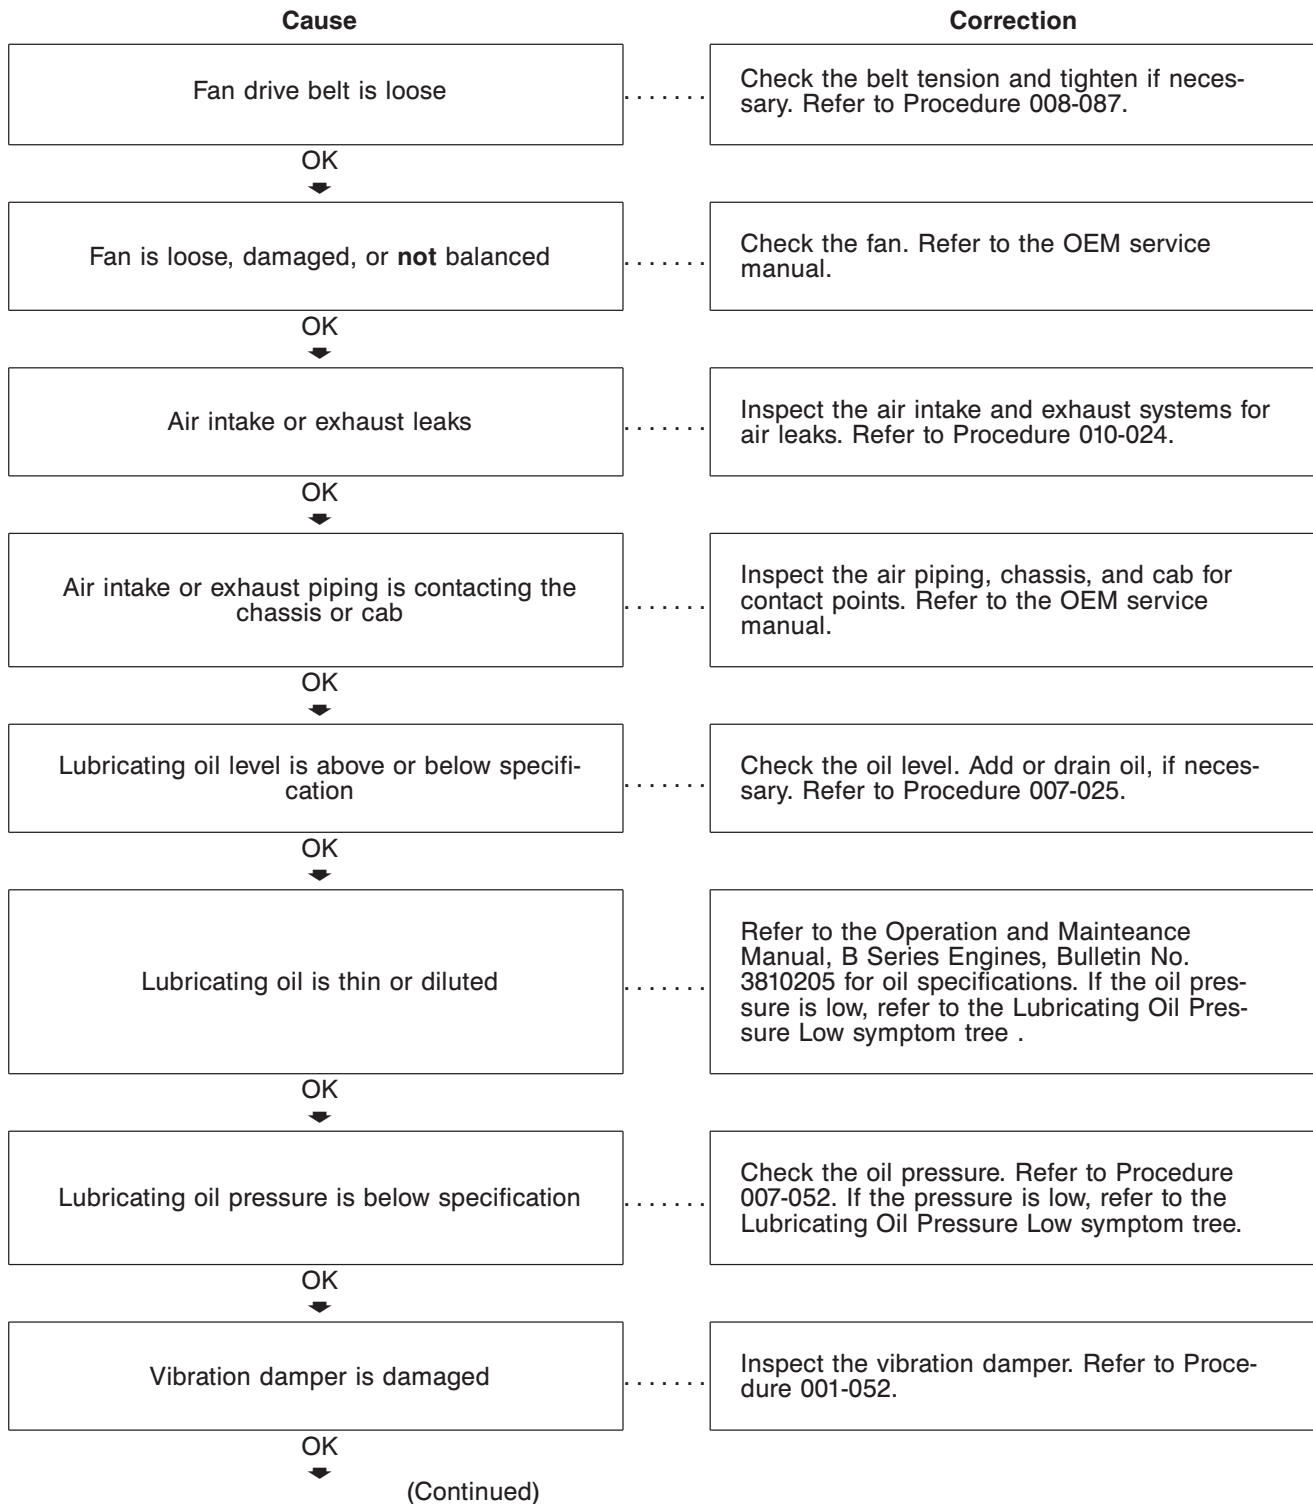 Cause
Correction
Fan drive belt is loose
.......
Check the belt tension and tighten if neces-
sary. Refer to Procedure 008-087.
OK
Fan is loose, damaged, or not balanced
.......
Check the fan. Refer to the OEM service
manual.
OK
Air intake or exhaust leaks
.......
Inspect the air intake and exhaust systems for
air leaks. Refer to Procedure 010-024.
OK
Air intake or exhaust piping is contacting the
chassis or cab
.......
Inspect the air piping, chassis, and cab for
contact points. Refer to the OEM service
manual.
OK
Lubricating oil level is above or below specifi-
cation
.......
Check the oil level. Add or drain oil, if neces-
sary. Refer to Procedure 007-025.
OK
Lubricating oil is thin or diluted
.......
Refer to the Operation and Mainteance
Manual, B Series Engines, Bulletin No.
3810205 for oil specifications. If the oil pres-
sure is low, refer to the Lubricating Oil Pres-
sure Low symptom tree .
OK
Lubricating oil pressure is below specification
.......
Check the oil pressure. Refer to Procedure
007-052. If the pressure is low, refer to the
Lubricating Oil Pressure Low symptom tree.
OK
Vibration damper is damaged
.......
Inspect the vibration damper. Refer to Proce-
dure 001-052.
OK
(Continued)